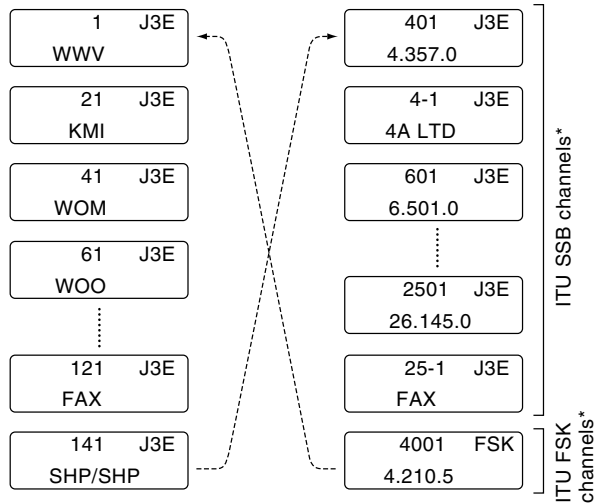 1 J3E
WWV
21 J3E
KMI
41 J3E
WOM
61 J3E
WOO
121 J3E
FAX
141 J3E
SHP/SHP
401 J3E
4.357.0
4-1 J3E
4A LTD
601 J3E
6.501.0
2501 J3E
26.145.0
25-1 J3E
FAX
4001 FSK
4.210.5
ITU SSB channels*
ITU FSK
channels*